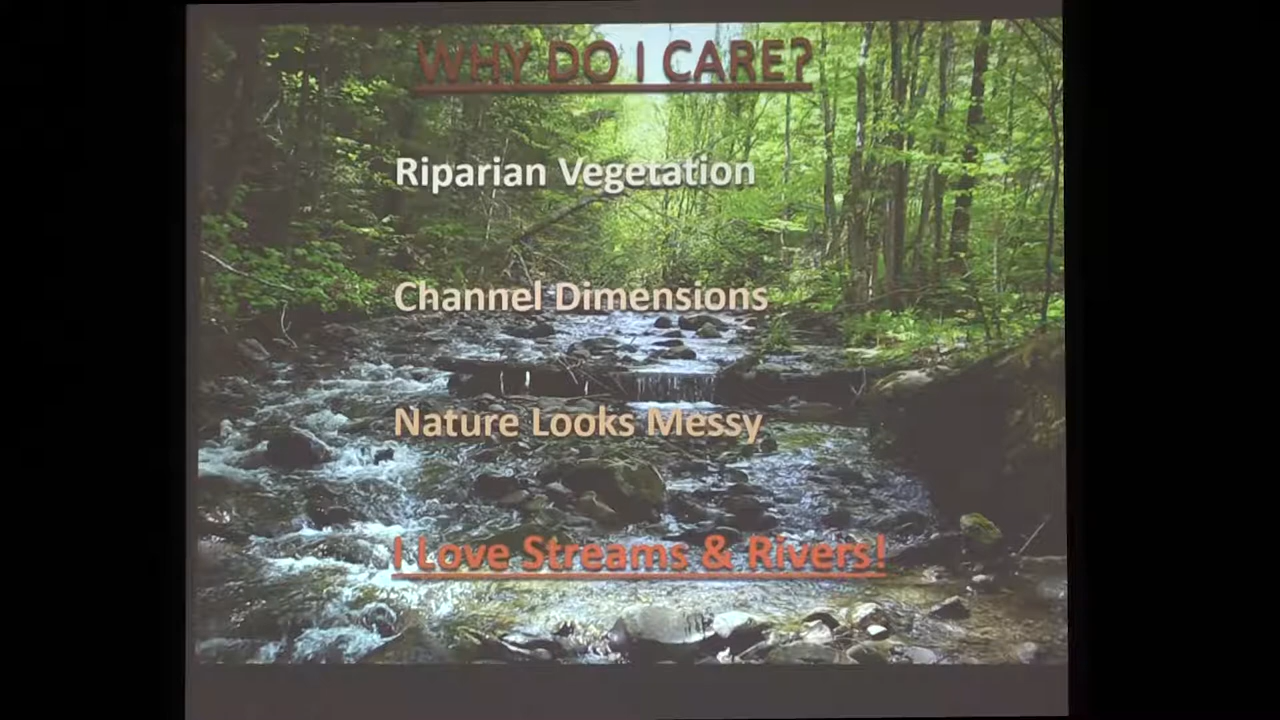 WHY DO I CARE?
Riparian Vegetation
Channel Dimensions
Nature Looks Messy
I Love Streams & Rivers!